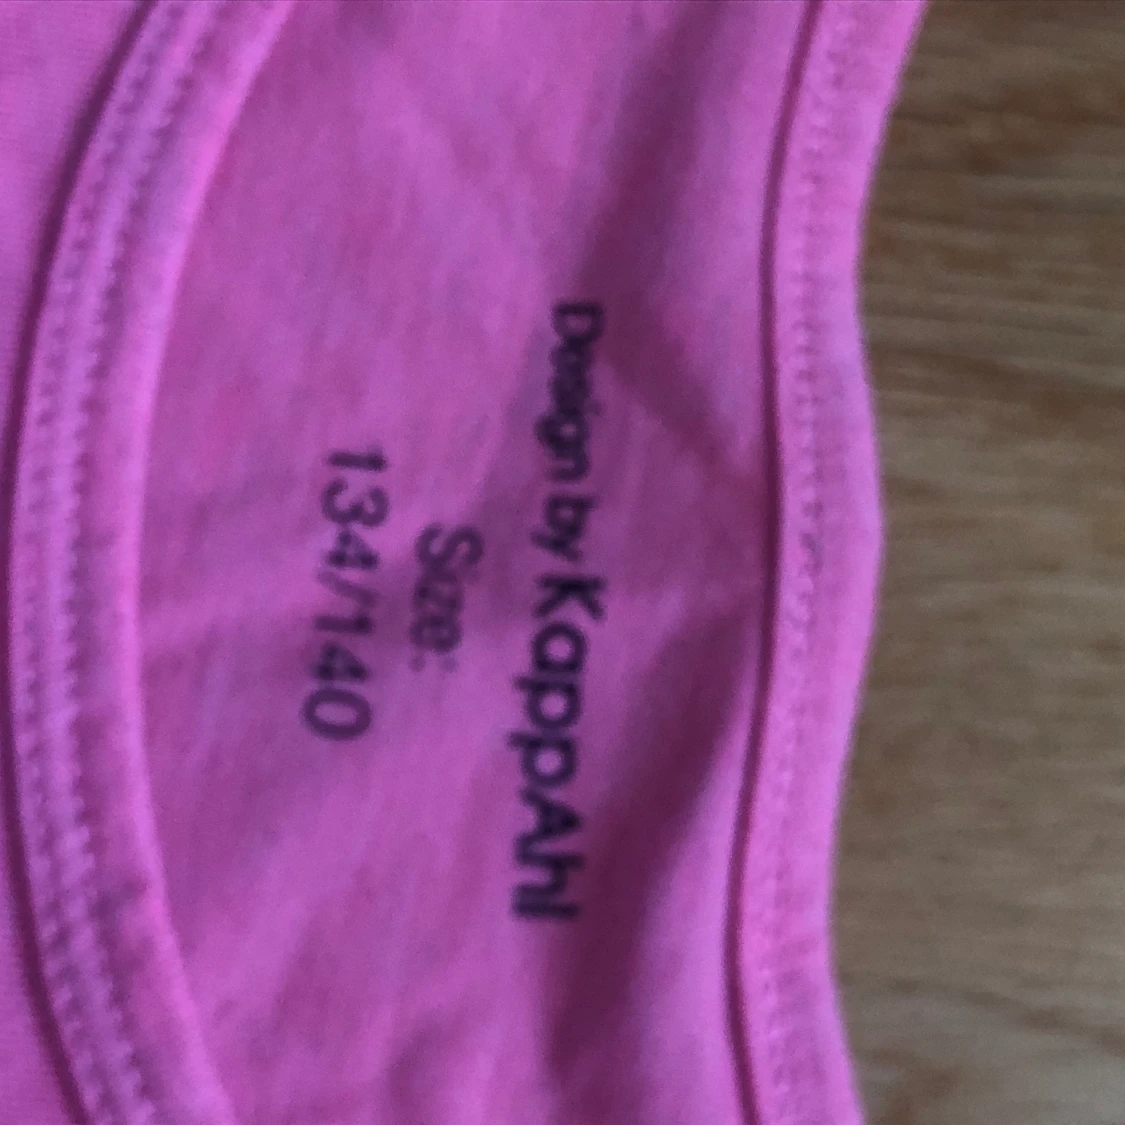 Design by KappAhl
Size:
134/140